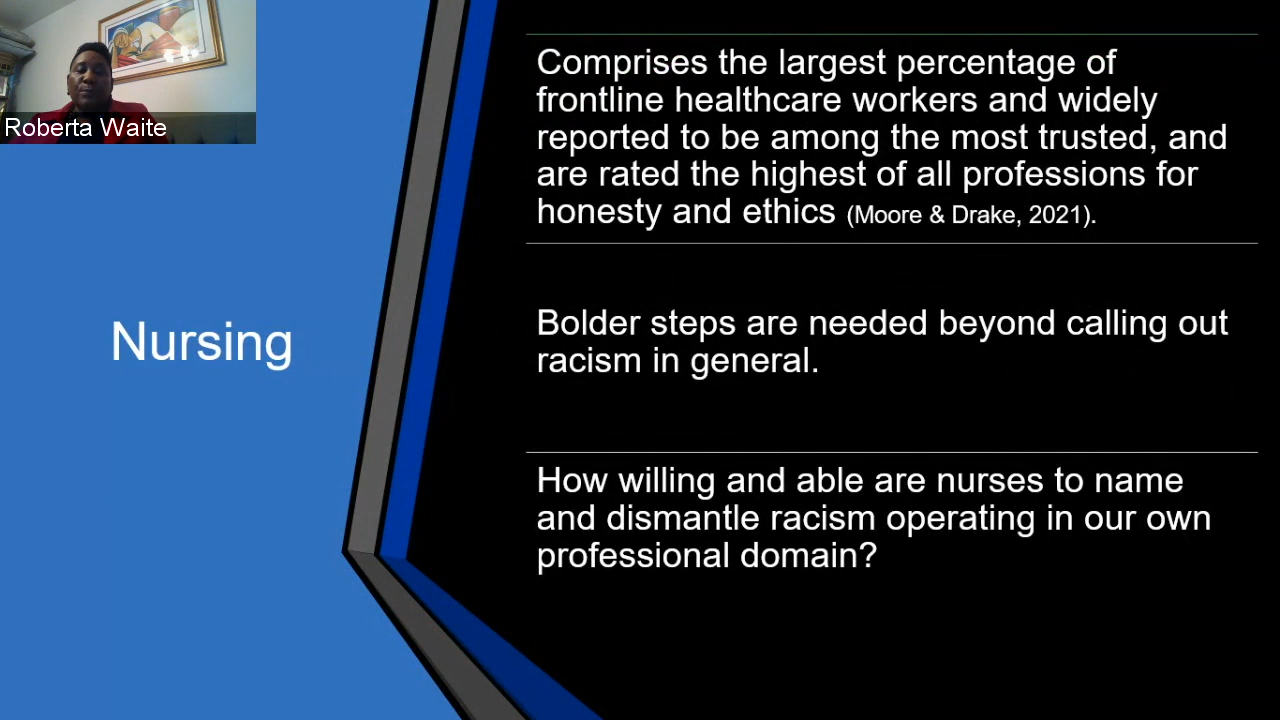 Roberta Waite
Nursing
Comprises the largest percentage of
frontline healthcare workers and widely
reported to be among the most trusted, and
are rated the highest of all professions for
honesty and ethics (Moore & Drake, 2021).
Bolder steps are needed beyond calling out
racism in general.
How willing and able are nurses to name
and dismantle racism operating in our own
professional domain?